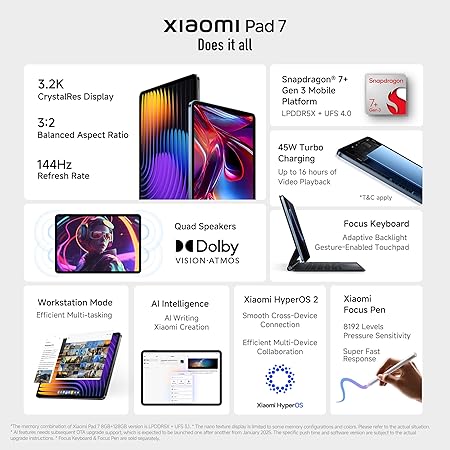 xiaomi Pad 7
Does it all
3.2K
CrystalRes Display
3:2
Balanced Aspect Ratio
144Hz
Refresh Rate
Snapdragon® 7+
Gen 3 Mobile
Platform
LPDDR5X + UFS 4.0
Snapdragon
7+
Gen 3
45W Turbo
Charging
Up to 16 hours of
Video Playback
*T&C apply
Quad Speakers
Dolby
VISION·ATMOS
Focus Keyboard
Adaptive Backlight
Gesture-Enabled Touchpad
Workstation Mode
Efficient Multi-tasking
AI Intelligence
AI Writing
Xiaomi Creation
Xiaomi HyperOS 2
Smooth Cross-Device
Connection
Efficient Multi-Device
Collaboration
Xiaomi HyperOS
Xiaomi
Focus Pen
8192 Levels
Pressure Sensitivity
Super Fast
Response
*The memory combination of Xiaomi Pad 7 8GB+128GB version is LPDDR5X + UFS 3.1. * The nano texture display is limited to some memory configurations and colors. Please refer to the actual situation.
* AI features needs subsequent OTA upgrade support, which is expected to be launched one after another from January 2025. The specific push time and software version are subject to the actual
upgrade instructions. * Focus Keyboard & Focus Pen are sold separately.